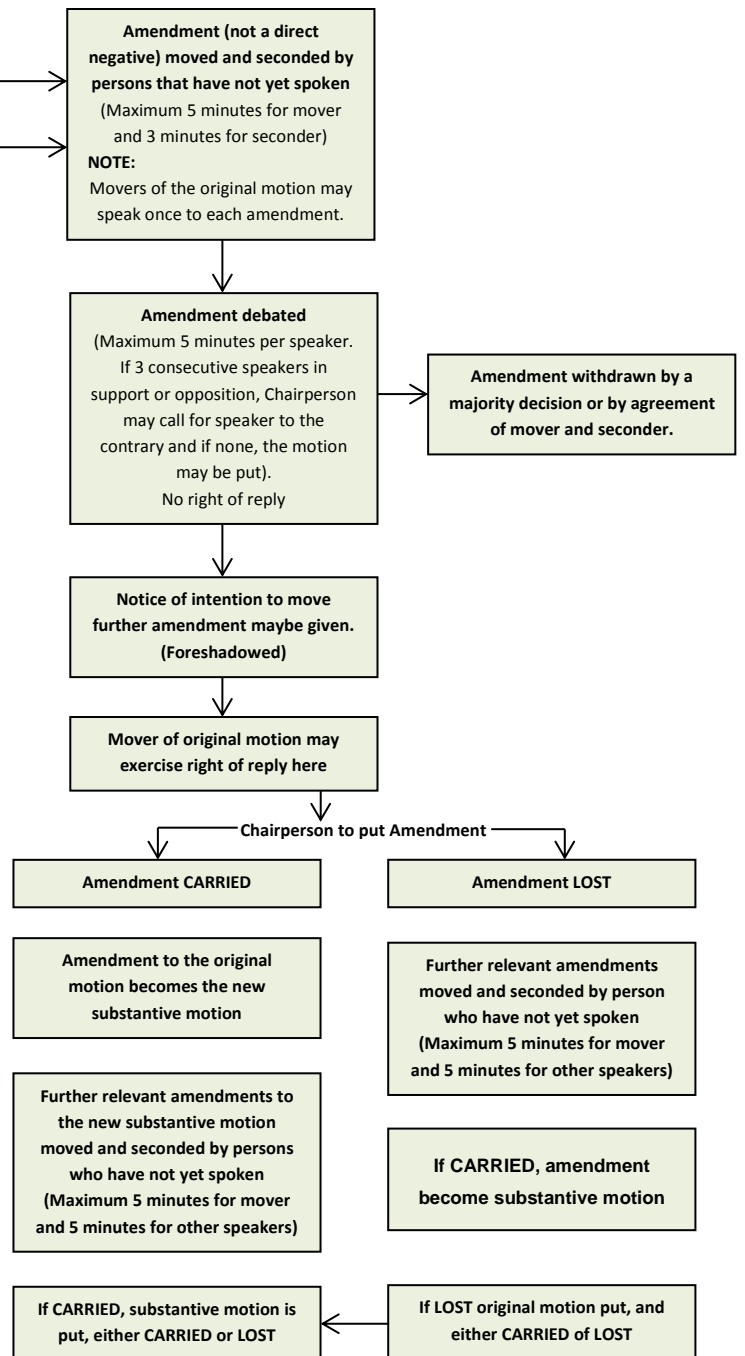 Amendment (not a direct
negative) moved and seconded by
persons that have not yet spoken
(Maximum 5 minutes for mover
and 3 minutes for seconder)
NOTE:
Movers of the original motion may
speak once to each amendment.
Amendment debated
(Maximum 5 minutes per speaker.
If 3 consecutive speakers in
support or opposition, Chairperson
may call for speaker to the
contrary and if none, the motion
may be put).
No right of reply
Amendment withdrawn by a
majority decision or by agreement
of mover and seconder.
Notice of intention to move
further amendment maybe given.
(Foreshadowed)
Mover of original motion may
exercise right of reply here
Chairperson to put Amendment
Amendment CARRIED
Amendment LOST
Amendment to the original
motion becomes the new
substantive motion
Further relevant amendments
moved and seconded by person
who have not yet spoken
(Maximum 5 minutes for mover
and 5 minutes for other speakers)
Further relevant amendments to
the new substantive motion
moved and seconded by persons
who have not yet spoken
(Maximum 5 minutes for mover
and 5 minutes for other speakers)
If CARRIED, amendment
become substantive motion
If CARRIED, substantive motion is
put, either CARRIED or LOST
If LOST original motion put, and
either CARRIED of LOST